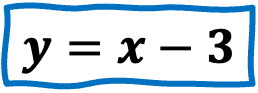 y = x − 3